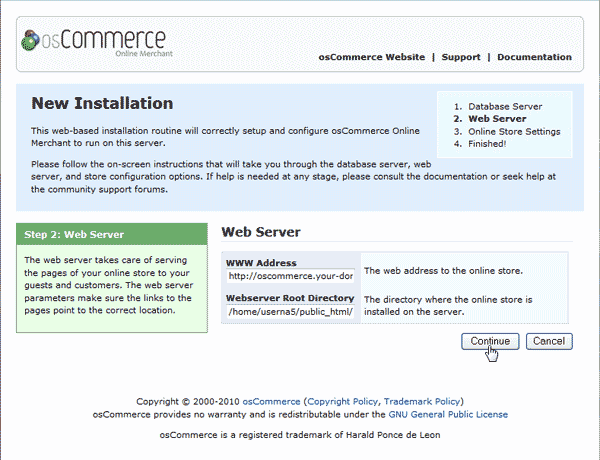 osCommerce
Online Merchant
osCommerce Website | Support | Documentation
New Installation
This web-based installation routine will correctly setup and configure osCommerce Online
Merchant to run on this server.
Please follow the on-screen instructions that will take you through the database server, web
server, and store configuration options. If help is needed at any stage, please consult the documentation or seek help at
the community support forums.
1. Database Server
2. Web Server
3. Online Store Settings
4. Finished!
Step 2: Web Server
The web server takes care of serving
the pages of your online store to your
guests and customers. The web server
parameters make sure the links to the
pages point to the correct location.
Web Server
WWW Address
http://oscommerce.your-dor
The web address to the online store.
Webserver Root Directory
/home/userna5/public_html/
The directory where the online store is
installed on the server.
Continue
Cancel
Copyright © 2000-2010 osCommerce (Copyright Policy, Trademark Policy)
osCommerce provides no warranty and is redistributable under the GNU General Public License
osCommerce is a registered trademark of Harald Ponce de Leon